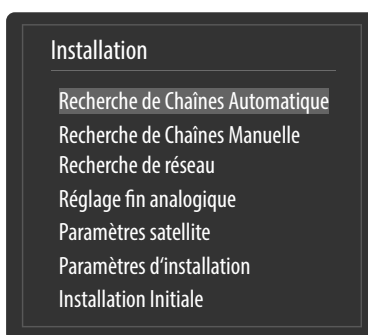 Installation
Recherche de Chaînes Automatique
Recherche de Chaînes Manuelle
Recherche de réseau
Réglage fin analogique
Paramètres satellite
Paramètres d‘installation
Installation Initiale